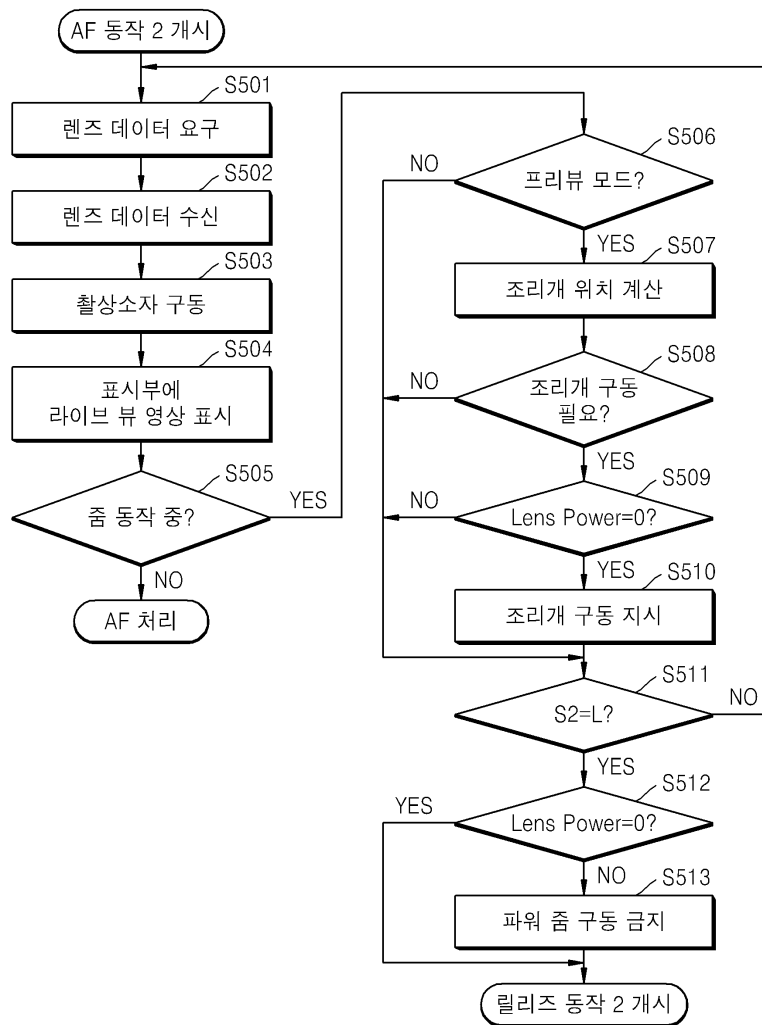 AF 동작 2 개시
S501
렌즈 데이터 요구
S502
렌즈 데이터 수신
S503
촬상소자 구동
S504
표시부에
라이브 뷰 영상 표시
S505
줌 동작 중?
YES
NO
AF 처리
S506
프리뷰 모드?
NO
YES
S507
조리개 위치 계산
S508
조리개 구동
필요?
NO
YES
S509
Lens Power=0?
NO
YES
S510
조리개 구동 지시
S511
S2=L?
NO
YES
S512
Lens Power=0?
YES
NO
S513
파워 줌 구동 금지
릴리즈 동작 2 개시